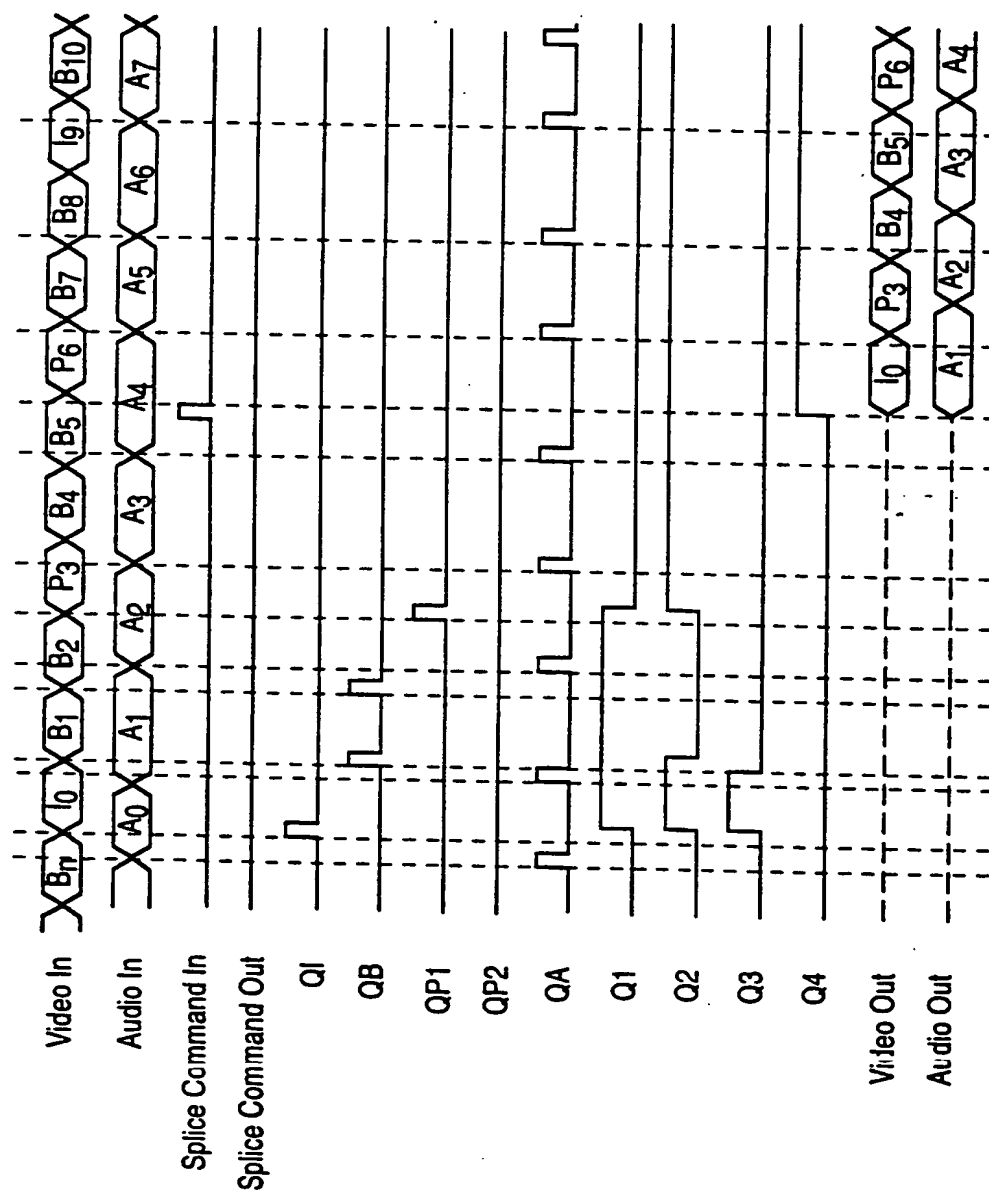 Video In Bn I0 B1 B2 P3 B4 B5 P6 B7 B8 I9 B10
Audio In A0 A1 A2 A3 A4 A5 A6 A7
Splice Command In
Splice Command Out
QI
QB
QP1
QP2
QA
Q1
Q2
Q3
Q4
Video Out I0 P3 B4 B5 P6
Audio Out A1 A2 A3 A4